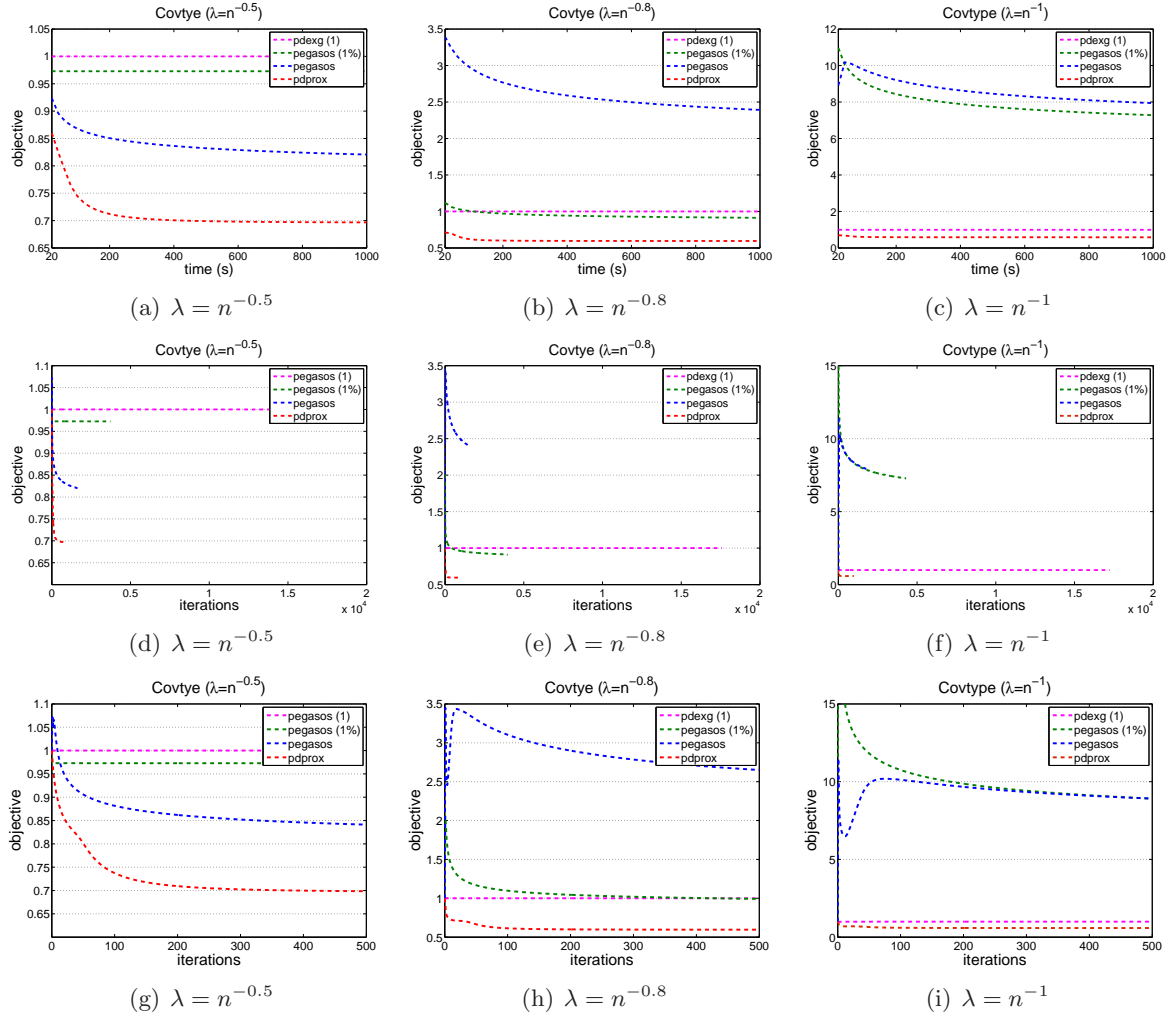 Covtye (λ=n^-0.5)
1.05
1
0.95
0.9
0.85
0.8
0.75
0.7
0.65
objective
pdexg (1)
pegasos (1%)
pegasos
pdprox
20 200 400 600 800 1000
time (s)
(a) λ = n^−0.5
Covtye (λ=n^-0.8)
3.5
3
2.5
2
1.5
1
0.5
objective
pdexg (1)
pegasos (1%)
pegasos
pdprox
20 200 400 600 800 1000
time (s)
(b) λ = n^−0.8
Covtype (λ=n^-1)
12
10
8
6
4
2
0
objective
pdexg (1)
pegasos (1%)
pegasos
pdprox
20 200 400 600 800 1000
time (s)
(c) λ = n^−1
Covtye (λ=n^-0.5)
1.1
1.05
1
0.95
0.9
0.85
0.8
0.75
0.7
0.65
objective
pegasos (1)
pegasos (1%)
pegasos
pdprox
0 0.5 1 1.5 2
x 10^4
iterations
(d) λ = n^−0.5
Covtye (λ=n^-0.8)
3.5
3
2.5
2
1.5
1
0.5
objective
pdexg (1)
pegasos (1%)
pegasos
pdprox
0 0.5 1 1.5 2
x 10^4
iterations
(e) λ = n^−0.8
Covtype (λ=n^-1)
15
10
5
0
objective
pdexg (1)
pegasos (1%)
pegasos
pdprox
0 0.5 1 1.5 2
x 10^4
iterations
(f) λ = n^−1
Covtye (λ=n^-0.5)
1.1
1.05
1
0.95
0.9
0.85
0.8
0.75
0.7
0.65
objective
pegasos (1)
pegasos (1%)
pegasos
pdprox
0 100 200 300 400 500
iterations
(g) λ = n^−0.5
Covtye (λ=n^-0.8)
3.5
3
2.5
2
1.5
1
0.5
objective
pdexg (1)
pegasos (1%)
pegasos
pdprox
0 100 200 300 400 500
iterations
(h) λ = n^−0.8
Covtype (λ=n^-1)
15
10
5
0
objective
pdexg (1)
pegasos (1%)
pegasos
pdprox
0 100 200 300 400 500
iterations
(i) λ = n^−1